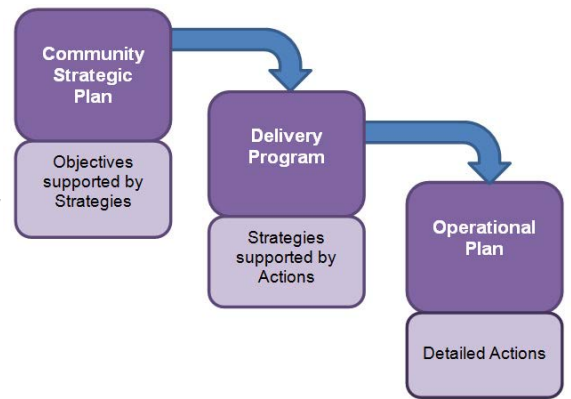 Community
Strategic
Plan
Objectives
supported by
Strategies
Delivery
Program
Strategies
supported by
Actions
Operational
Plan
Detailed Actions